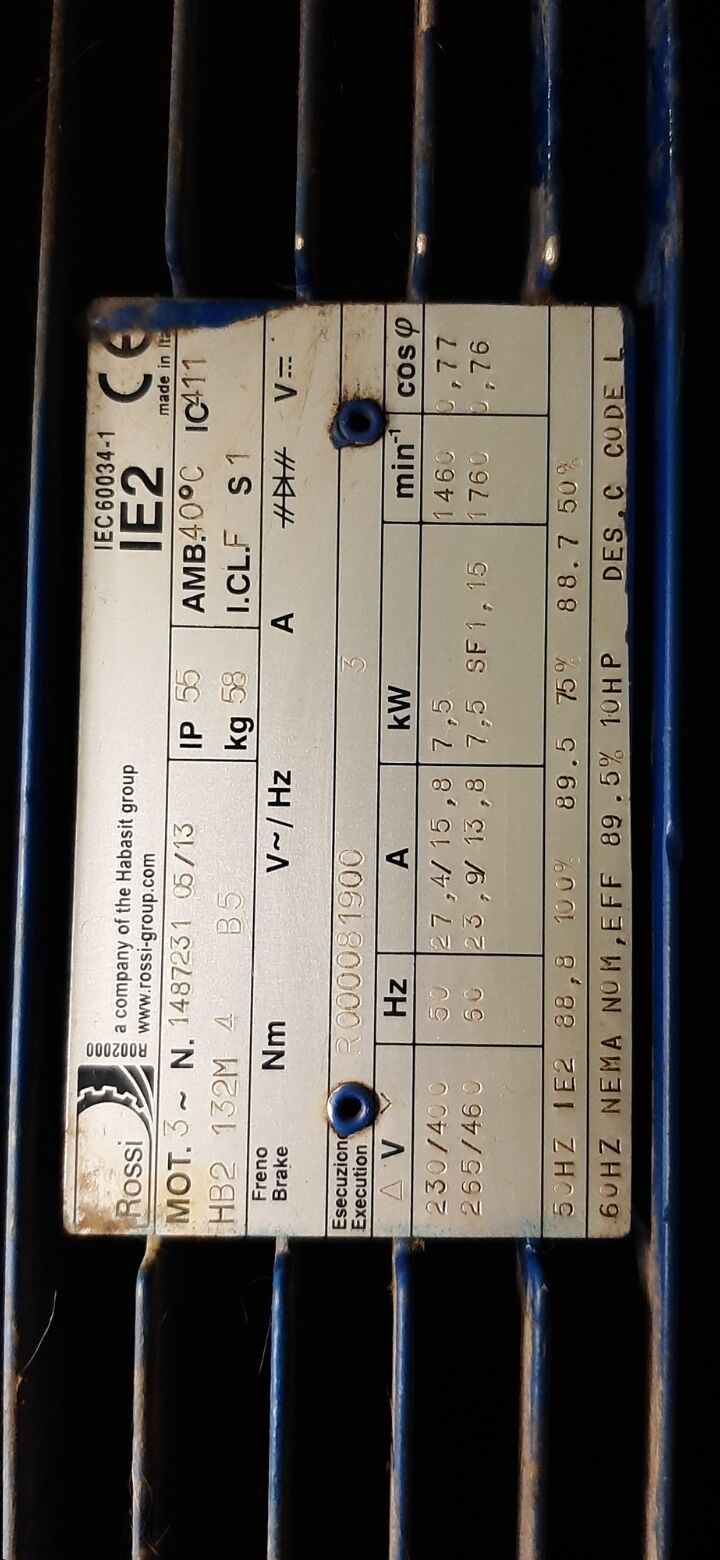 Rossi
R002000
a company of the Habasit group
www.rossi-group.com
IEC 60034-1
IE2
CE
made in Ita
MOT. 3 ~ N. 1487231 05/13
IP 55
AMB. 40°C IC411
HB2 132M 4 B5
kg 58
I.CL. F S 1
Freno
Brake
Nm V~/ Hz A V
Esecuzione
Execution
R000081900 3
△ V Y Hz A kW min-1 cosφ
230/400 50 27,4/15,8 7,5 1460 0,77
265/460 60 23,9/13,8 7,5 SF1,15 1760 0,76
50HZ IE2 88,8 100% 89.5 75% 88.7 50%
60HZ NEMA NOM,EFF 89.5% 10HP DES.C CODE L